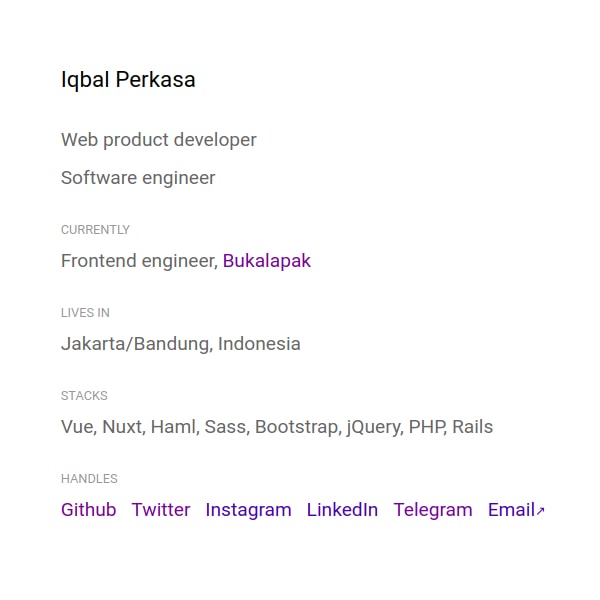 Iqbal Perkasa
Web product developer
Software engineer
CURRENTLY
Frontend engineer, Bukalapak
LIVES IN
Jakarta/Bandung, Indonesia
STACKS
Vue, Nuxt, Haml, Sass, Bootstrap, jQuery, PHP, Rails
HANDLES
Github Twitter Instagram LinkedIn Telegram Email↗